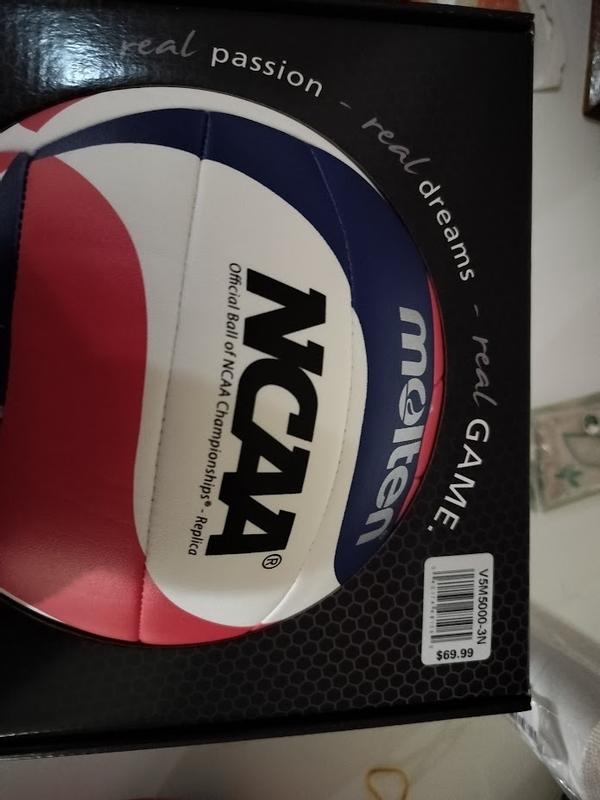 real passion - real dreams - real GAME.
molten
NCAA®
Official Ball of NCAA Championships® - Replica
V5M5000-3N
$69.99